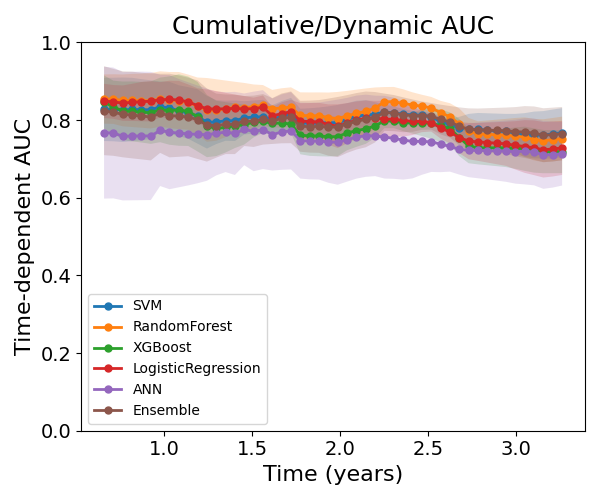 Cumulative/Dynamic AUC
Time-dependent AUC
1.0
0.8
0.6
0.4
0.2
0.0
SVM
RandomForest
XGBoost
LogisticRegression
ANN
Ensemble
1.0 1.5 2.0 2.5 3.0
Time (years)